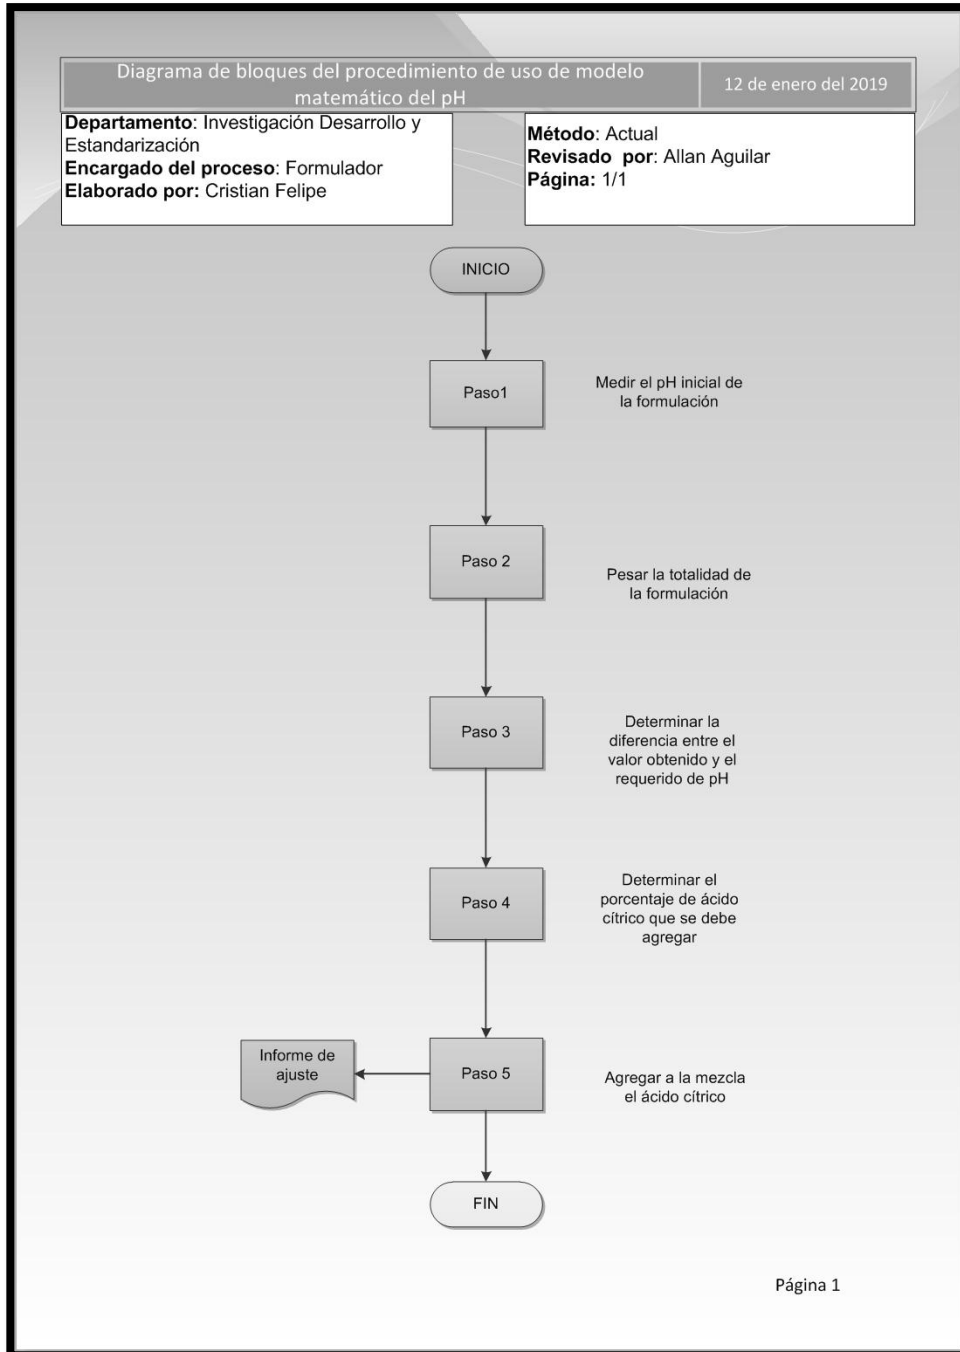 Diagrama de bloques del procedimiento de uso de modelo
matemático del pH
12 de enero del 2019
Departamento: Investigación Desarrollo y
Estandarización
Encargado del proceso: Formulador
Elaborado por: Cristian Felipe
Método: Actual
Revisado por: Allan Aguilar
Página: 1/1
INICIO
Paso1
Medir el pH inicial de
la formulación
Paso 2
Pesar la totalidad de
la formulación
Paso 3
Determinar la
diferencia entre el
valor obtenido y el
requerido de pH
Paso 4
Determinar el
porcentaje de ácido
cítrico que se debe
agregar
Informe de
ajuste
Paso 5
Agregar a la mezcla
el ácido cítrico
FIN
Página 1